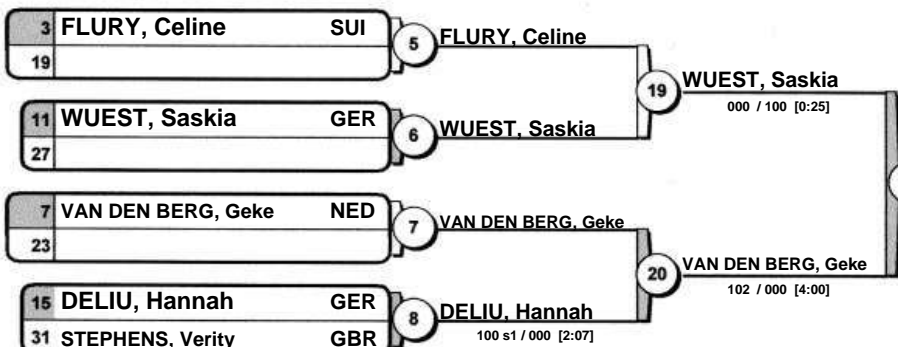 3 FLURY, Celine SUI
19
5 FLURY, Celine
11 WUEST, Saskia GER
27
6 WUEST, Saskia
19 WUEST, Saskia
000 / 100 [0:25]
7 VAN DEN BERG, Geke NED
23
7 VAN DEN BERG, Geke
15 DELIU, Hannah GER
31 STEPHENS, Verity GBR
8 DELIU, Hannah
100 s1 / 000 [2:07]
20 VAN DEN BERG, Geke
102 / 000 [4:00]